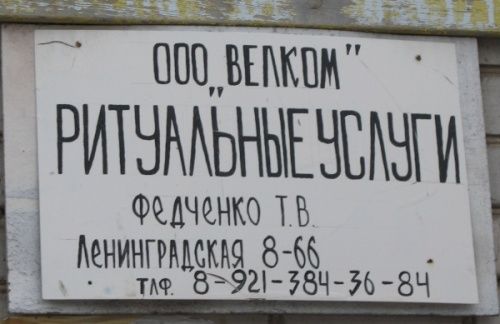 ООО „ВЕЛКОМ"
РИТУАЛЬНЫЕ УСЛУГИ
ФЕДЧЕНКО Т.В.
ЛЕНИНГРАДСКАЯ 8-66
ТЛФ. 8-921-384-36-84